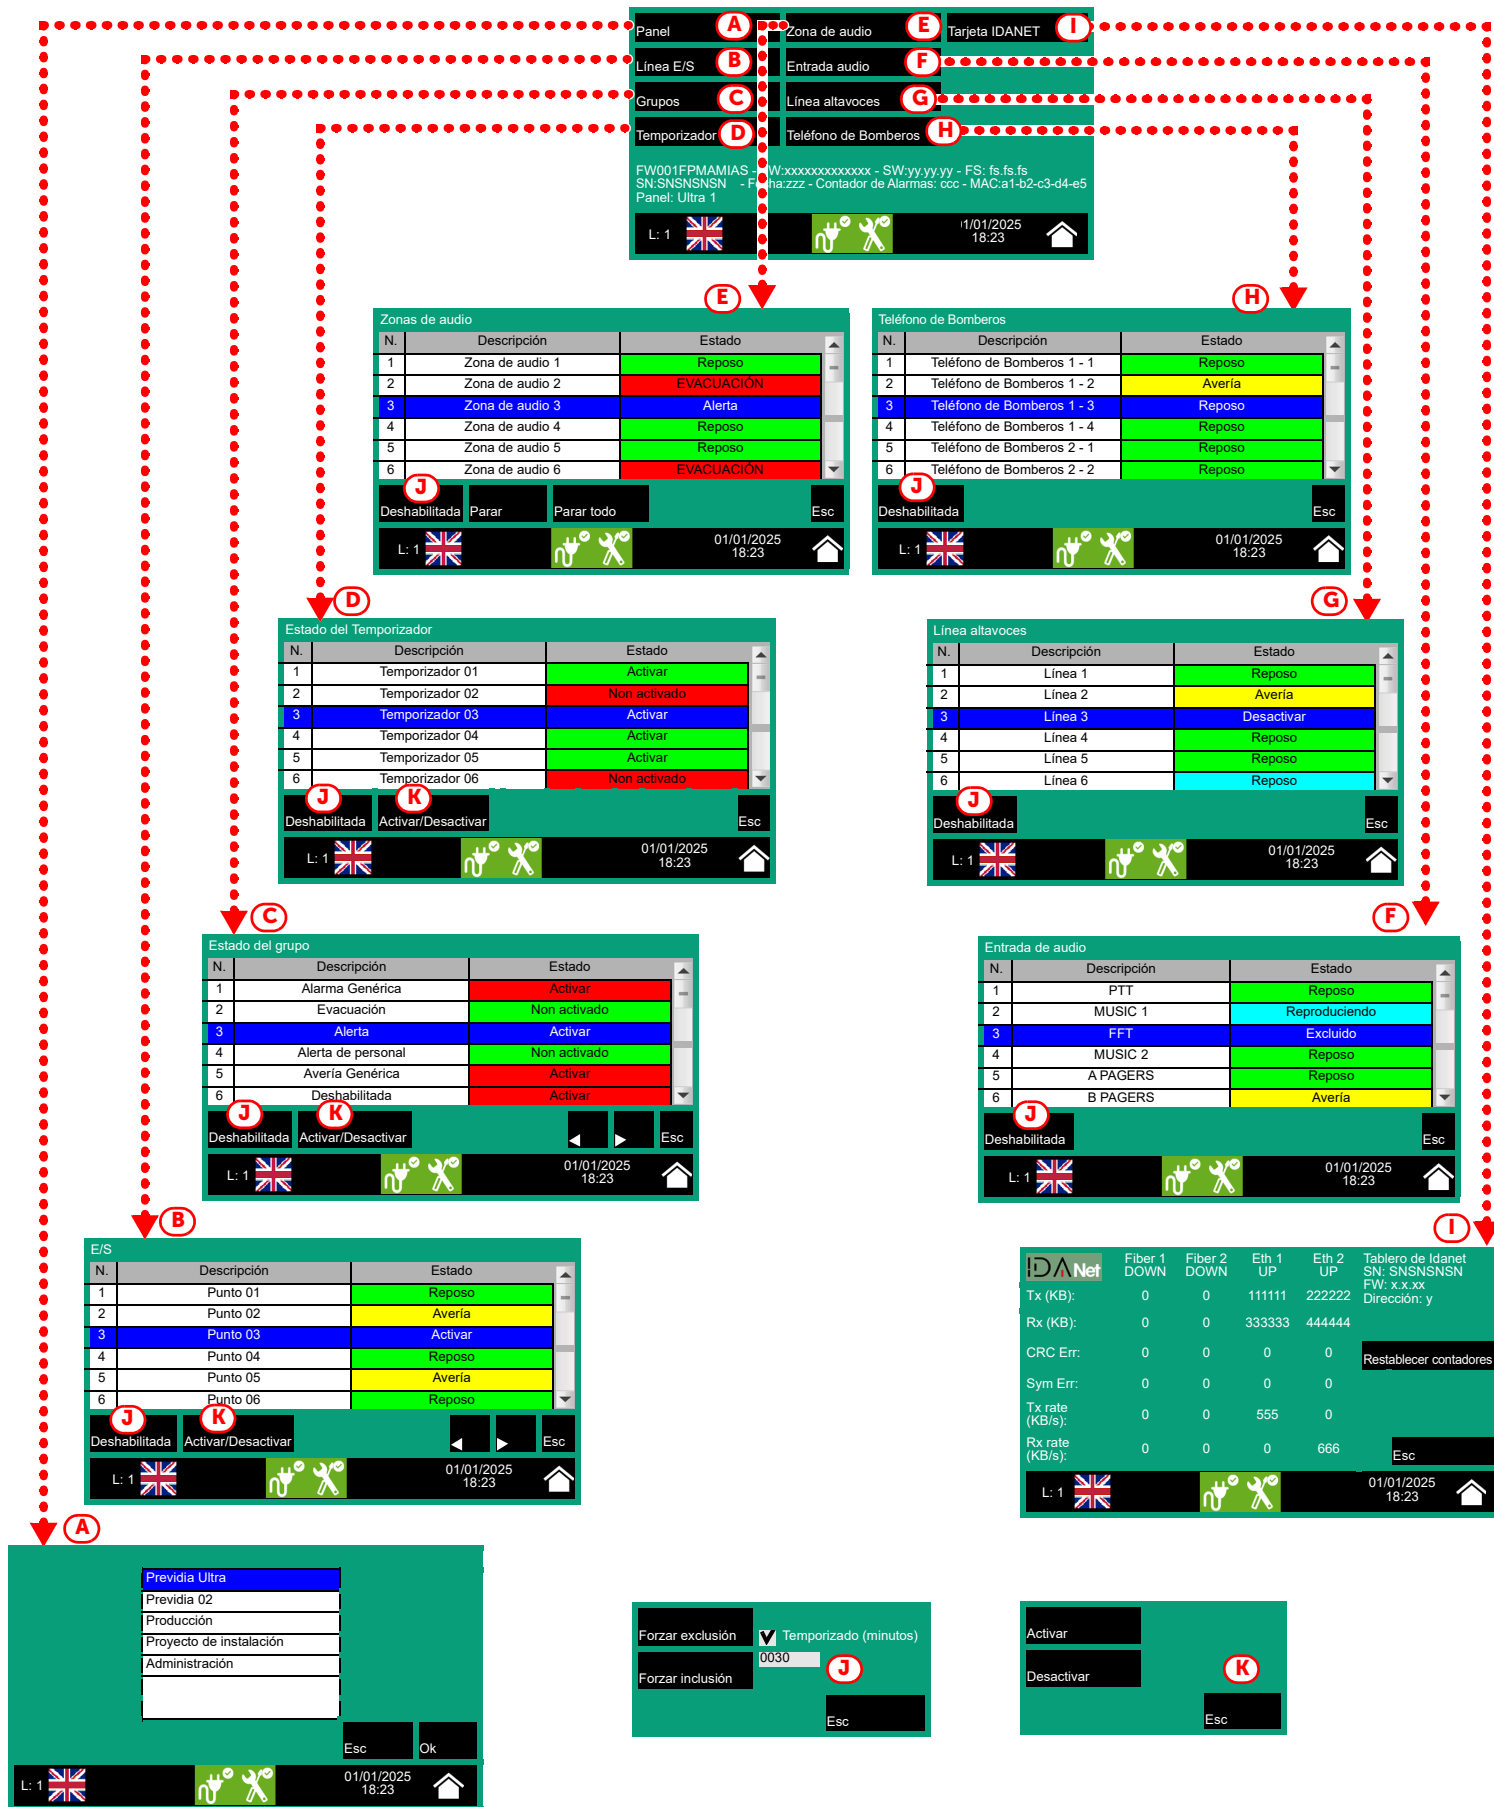 Panel A Zona de audio E Tarjeta IDANET I
Línea E/S B Entrada audio F
Grupos C Línea altavoces G
Temporizador D Teléfono de Bomberos H
FW001FPMAMIAS - W:xxxxxxxxxxxxx - SW:yy.yy.yy - FS: fs.fs.fs
SN:SNSNSNSN - F ha:zzz - Contador de Alarmas: ccc - MAC:a1-b2-c3-d4-e5
Panel: Ultra 1
L: 1 01/01/2025
18:23
E
Zonas de audio
N. Descripción Estado
1 Zona de audio 1 Reposo
2 Zona de audio 2 EVACUACIÓN
3 Zona de audio 3 Alerta
4 Zona de audio 4 Reposo
5 Zona de audio 5 Reposo
6 Zona de audio 6 EVACUACIÓN
J
Deshabilitada Parar Parar todo Esc
L: 1 01/01/2025
18:23
H
Teléfono de Bomberos
N. Descripción Estado
1 Teléfono de Bomberos 1 - 1 Reposo
2 Teléfono de Bomberos 1 - 2 Avería
3 Teléfono de Bomberos 1 - 3 Reposo
4 Teléfono de Bomberos 1 - 4 Reposo
5 Teléfono de Bomberos 2 - 1 Reposo
6 Teléfono de Bomberos 2 - 2 Reposo
J
Deshabilitada Esc
L: 1 01/01/2025
18:23
D
Estado del Temporizador
N. Descripción Estado
1 Temporizador 01 Activar
2 Temporizador 02 Non activado
3 Temporizador 03 Activar
4 Temporizador 04 Activar
5 Temporizador 05 Activar
6 Temporizador 06 Non activado
J K
Deshabilitada Activar/Desactivar Esc
L: 1 01/01/2025
18:23
G
Línea altavoces
N. Descripción Estado
1 Línea 1 Reposo
2 Línea 2 Avería
3 Línea 3 Desactivar
4 Línea 4 Reposo
5 Línea 5 Reposo
6 Línea 6 Reposo
J
Deshabilitada Esc
L: 1 01/01/2025
18:23
C
Estado del grupo
N. Descripción Estado
1 Alarma Genérica Activar
2 Evacuación Non activado
3 Alerta Activar
4 Alerta de personal Non activado
5 Avería Genérica Activar
6 Deshabilitada Activar
J K
Deshabilitada Activar/Desactivar Esc
L: 1 01/01/2025
18:23
F
Entrada de audio
N. Descripción Estado
1 PTT Reposo
2 MUSIC 1 Reproduciendo
3 FFT Excluido
4 MUSIC 2 Reposo
5 A PAGERS Reposo
6 B PAGERS Avería
J
Deshabilitada Esc
L: 1 01/01/2025
18:23
B
E/S
N. Descripción Estado
1 Punto 01 Reposo
2 Punto 02 Avería
3 Punto 03 Activar
4 Punto 04 Reposo
5 Punto 05 Avería
6 Punto 06 Reposo
J K
Deshabilitada Activar/Desactivar Esc
L: 1 01/01/2025
18:23
I
IDANet Fiber 1 Fiber 2 Eth 1 Eth 2 Tablero de Idanet
DOWN DOWN UP UP SN: SNSNSNSN
FW: x.x.xx
Tx (KB): 0 0 111111 222222 Dirección: y
Rx (KB): 0 0 333333 444444
CRC Err: 0 0 0 0 Restablecer contadores
Sym Err: 0 0 0 0
Tx rate
(KB/s): 0 0 555 0
Rx rate
(KB/s): 0 0 0 666 Esc
L: 1 01/01/2025
18:23
A
Previdia Ultra
Previdia 02
Producción
Proyecto de instalación
Administración
Esc Ok
L: 1 01/01/2025
18:23
Forzar exclusión Temporizado (minutos)
0030
Forzar inclusión J
Esc
Activar
Desactivar K
Esc